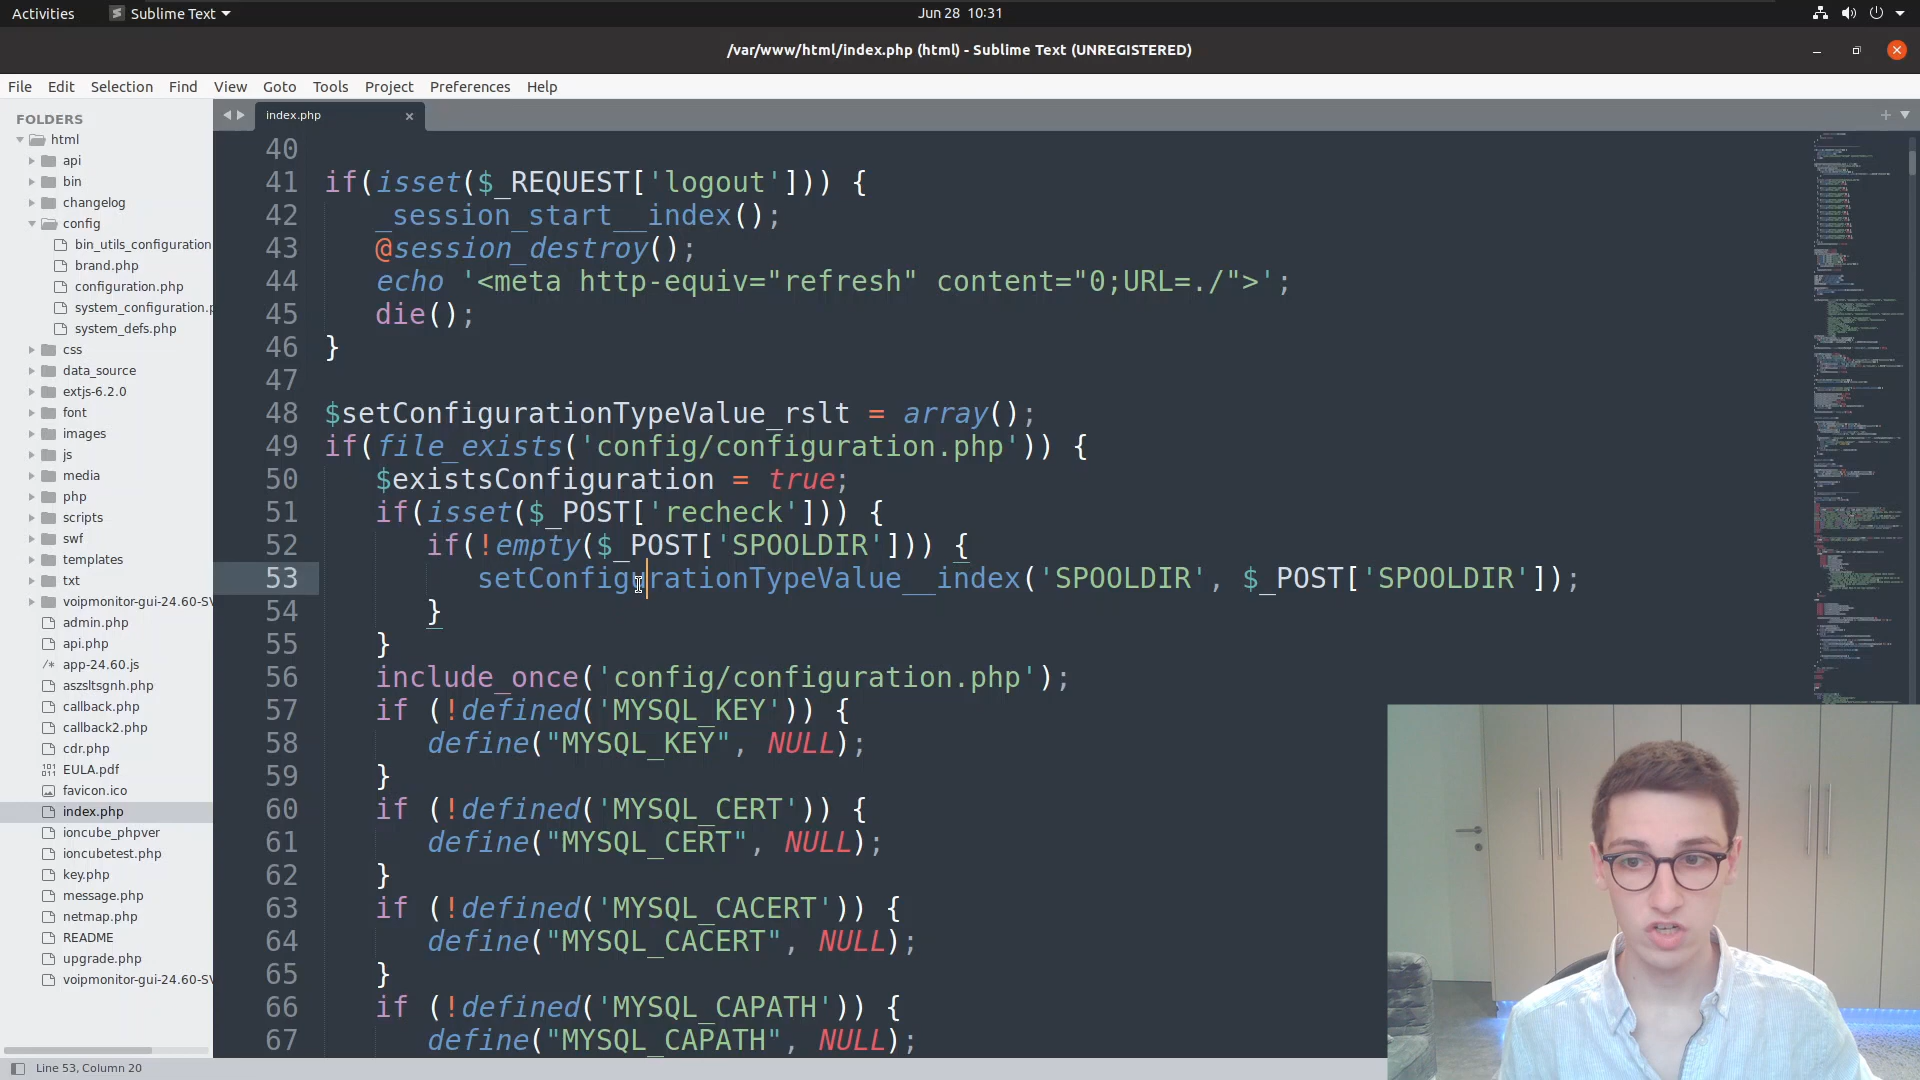 Activities
Sublime Text
Jun 28 10:31
/var/www/html/index.php (html) - Sublime Text (UNREGISTERED)
File Edit Selection Find View Goto Tools Project Preferences Help
FOLDERS
html
api
bin
changelog
config
bin_utils_configuration
brand.php
configuration.php
system_configuration.p
system_defs.php
css
data_source
extjs-6.2.0
font
images
js
media
php
scripts
swf
templates
txt
voipmonitor-gui-24.60-SV
admin.php
api.php
/* app-24.60.js
aszsltsgnh.php
callback.php
callback2.php
cdr.php
EULA.pdf
favicon.ico
index.php
ioncube_phpver
ioncubetest.php
key.php
message.php
netmap.php
README
upgrade.php
voipmonitor-gui-24.60-SV
index.php
40
41 if(isset($_REQUEST['logout'])) {
42 _session_start__index();
43 @session_destroy();
44 echo '<meta http-equiv="refresh" content="0;URL=./">';
45 die();
46 }
47
48 $setConfigurationTypeValue_rslt = array();
49 if(file_exists('config/configuration.php')) {
50 $existsConfiguration = true;
51 if(isset($_POST['recheck'])) {
52 if(!empty($_POST['SPOOLDIR'])) {
53 setConfigurationTypeValue__index('SPOOLDIR', $_POST['SPOOLDIR']);
54 }
55 }
56 include_once('config/configuration.php');
57 if (!defined('MYSQL_KEY')) {
58 define("MYSQL_KEY", NULL);
59 }
60 if (!defined('MYSQL_CERT')) {
61 define("MYSQL_CERT", NULL);
62 }
63 if (!defined('MYSQL_CACERT')) {
64 define("MYSQL_CACERT", NULL);
65 }
66 if (!defined('MYSQL_CAPATH')) {
67 define("MYSQL_CAPATH", NULL);
Line 53, Column 20